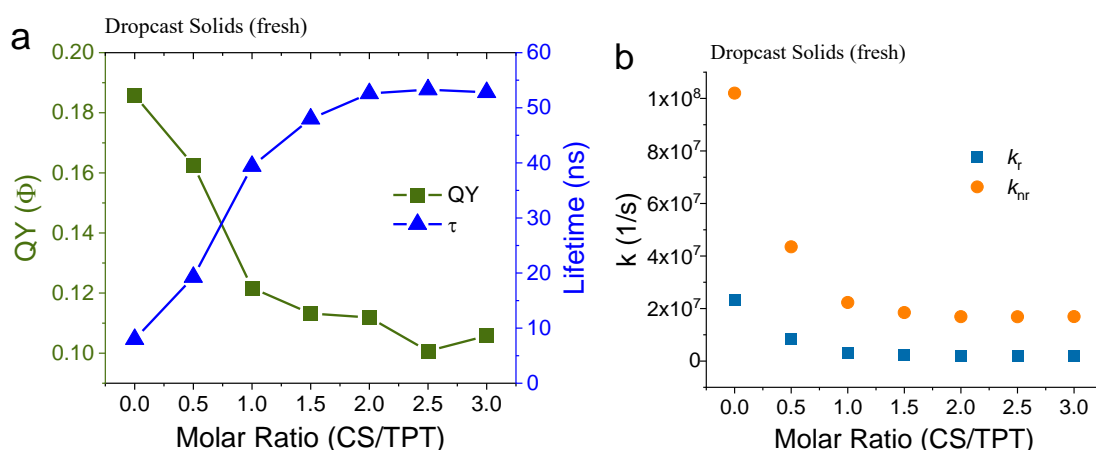 a
Dropcast Solids (fresh)
0.20
0.18
0.16
0.14
0.12
0.10
QY (Φ)
60
50
40
30
20
10
0
Lifetime (ns)
QY
τ
0.0 0.5 1.0 1.5 2.0 2.5 3.0
Molar Ratio (CS/TPT)
b
Dropcast Solids (fresh)
1x10⁸
8x10⁷
6x10⁷
4x10⁷
2x10⁷
0
k (1/s)
kᵣ
kₙᵣ
0.0 0.5 1.0 1.5 2.0 2.5 3.0
Molar Ratio (CS/TPT)